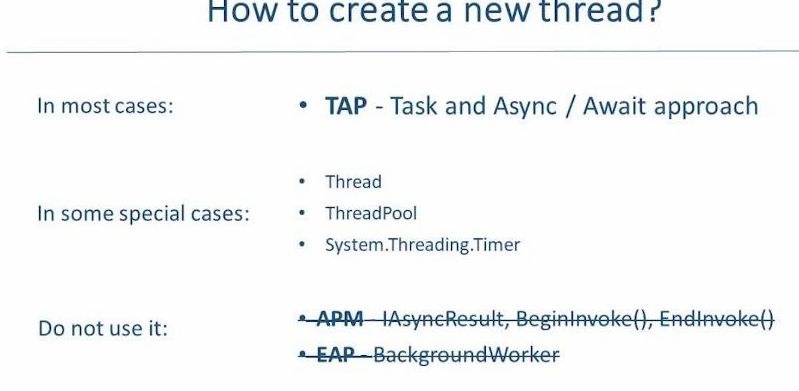 How to create a new thread?
In most cases:
• TAP - Task and Async / Await approach
In some special cases:
• Thread
• ThreadPool
• System.Threading.Timer
Do not use it:
• APM - IAsyncResult, BeginInvoke(), EndInvoke()
• EAP - BackgroundWorker